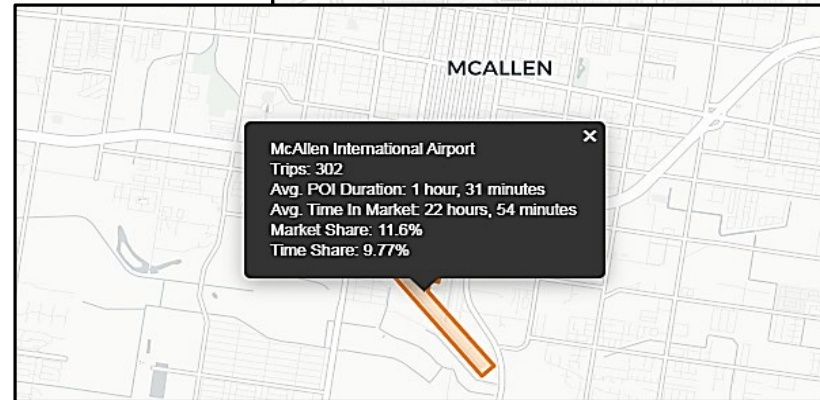 MCALLEN
×
McAllen International Airport
Trips: 302
Avg. POI Duration: 1 hour, 31 minutes
Avg. Time In Market: 22 hours, 54 minutes
Market Share: 11.6%
Time Share: 9.77%